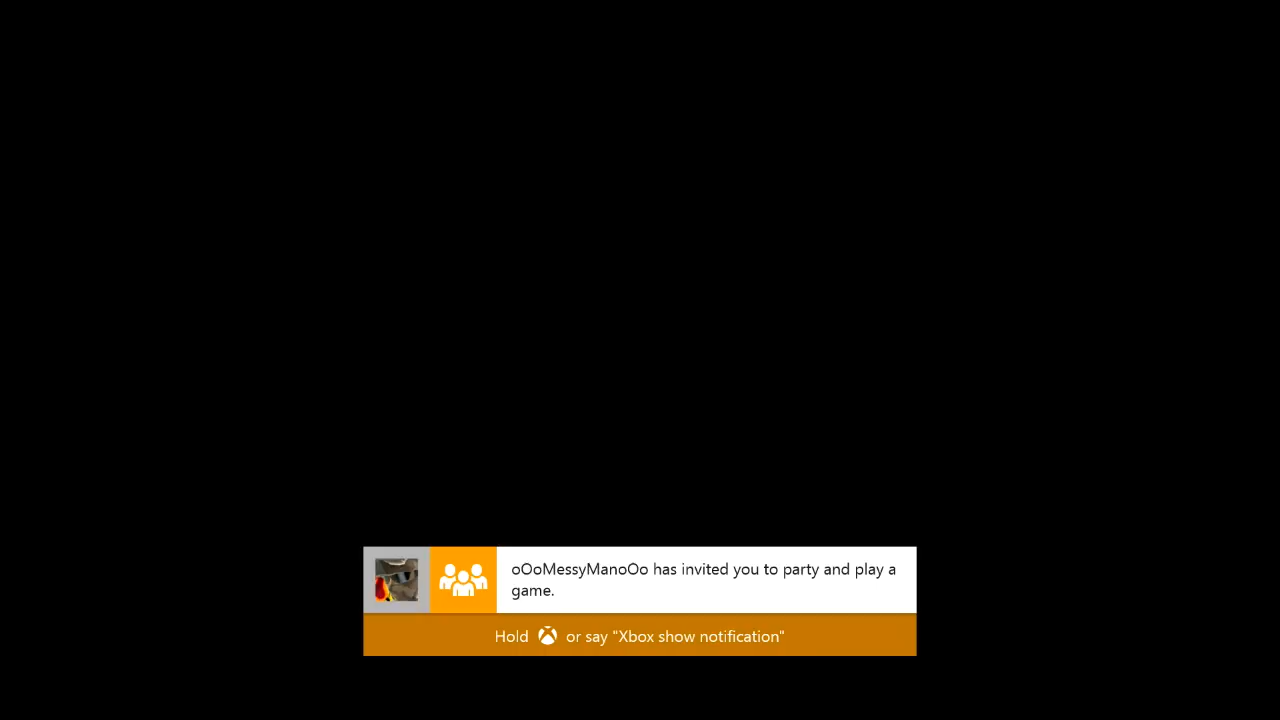 oOoMessyManoOo has invited you to party and play a
game.
Hold or say "Xbox show notification"